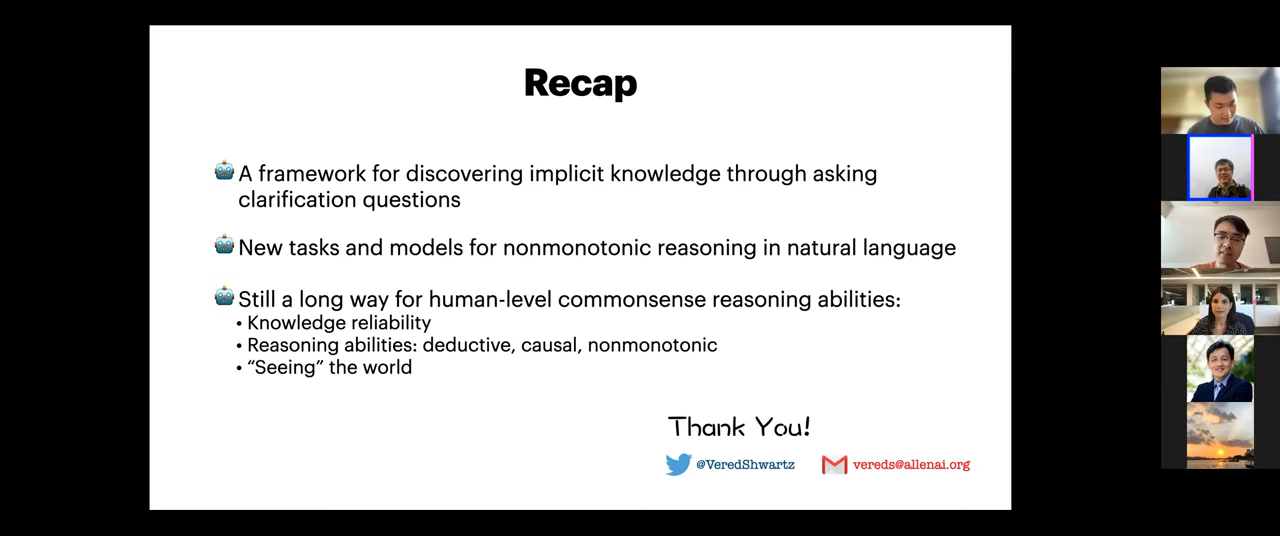 Recap
A framework for discovering implicit knowledge through asking
clarification questions
New tasks and models for nonmonotonic reasoning in natural language
Still a long way for human-level commonsense reasoning abilities:
• Knowledge reliability
• Reasoning abilities: deductive, causal, nonmonotonic
• “Seeing” the world
Thank You!
@VeredShwartz vereds@allenai.org